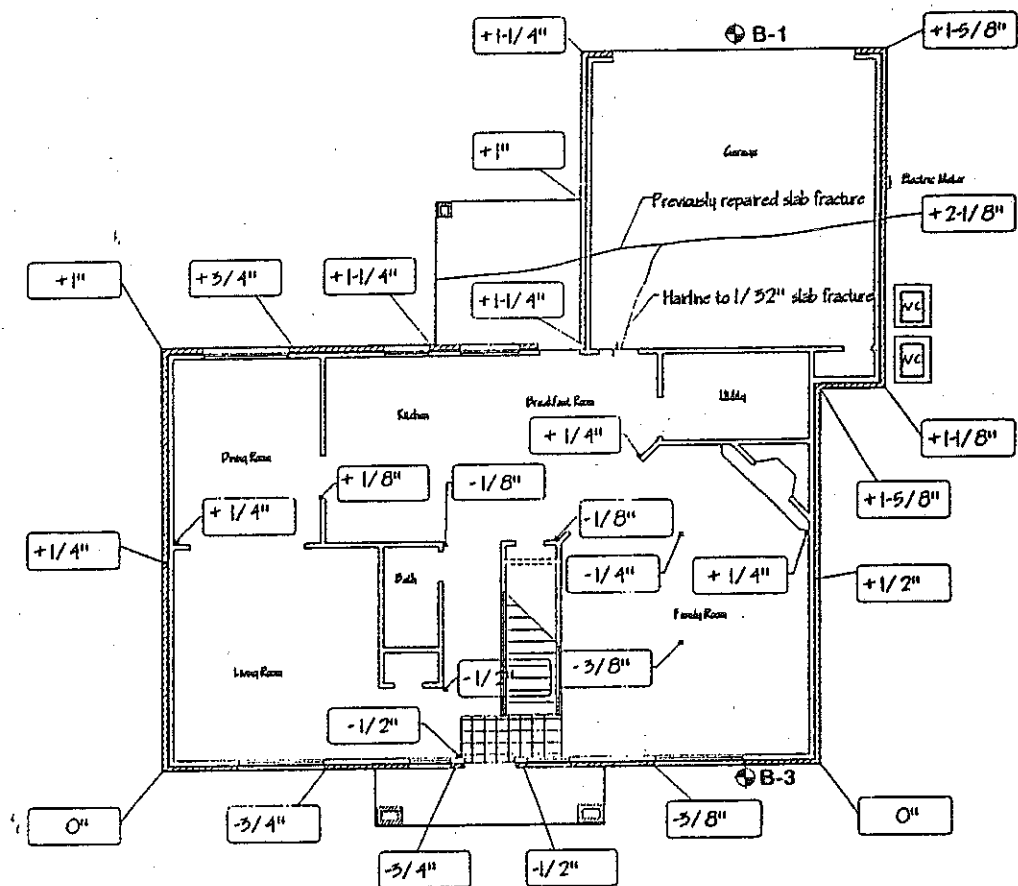 +1-1/4"
B-1
+1-5/8"
+1"
Garage
Electric Meter
Previously repaired slab fracture
+2-1/8"
+1"
+3/4"
+1-1/4"
+1-1/4"
Hairline to 1/32" slab fracture
A/C
A/C
Breakfast Room
Kitchen
Utility
+1/4"
+1-1/8"
Dining Room
+1/8"
-1/8"
+1-5/8"
+1/4"
-1/8"
+1/4"
-1/4"
+1/4"
+1/2"
Bath
Family Room
Living Room
-1/2"
-3/8"
-1/2"
B-3
0"
-3/4"
-3/8"
0"
-3/4"
-1/2"